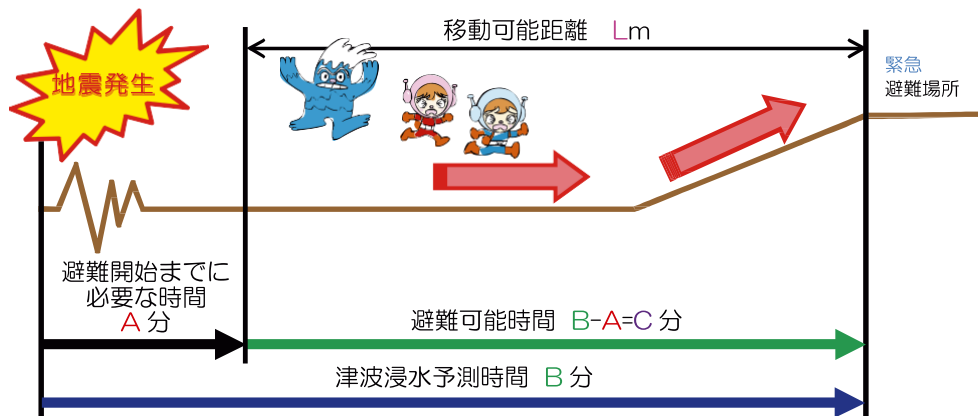 移動可能距離 Lm
地震発生
緊急
避難場所
避難開始までに
必要な時間
A 分
避難可能時間 B-A=C 分
津波浸水予測時間 B 分